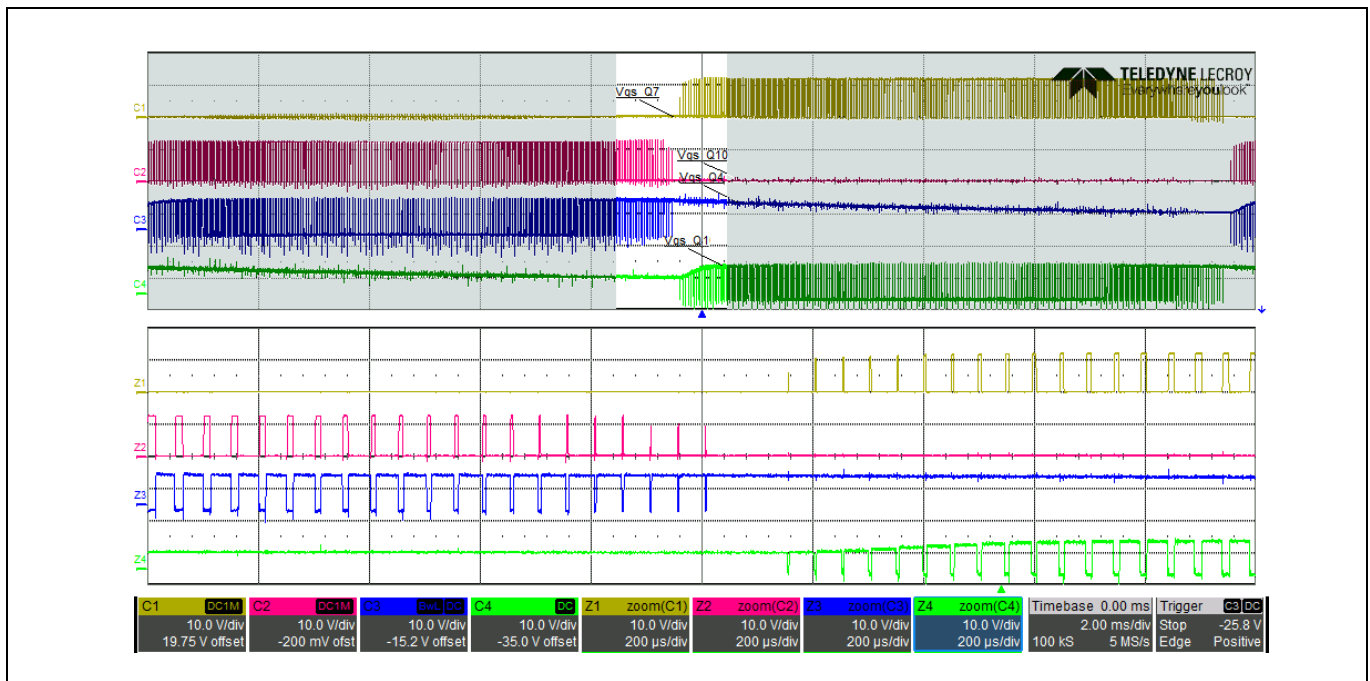 TELEDYNE LECROY
Everywhereyoulook™
C1
Vgs_Q7
C2
Vgs_Q10
Vgs_Q4
C3
Vgs_Q1
C4
Z1
Z2
Z3
Z4
C1 DC1M C2 DC1M C3 BwL DC C4 DC Z1 zoom(C1) Z2 zoom(C2) Z3 zoom(C3) Z4 zoom(C4) Timebase 0.00 ms Trigger C3 DC
10.0 V/div 10.0 V/div 10.0 V/div 10.0 V/div 10.0 V/div 10.0 V/div 10.0 V/div 10.0 V/div 2.00 ms/div Stop -25.8 V
19.75 V offset -200 mV ofst -15.2 V offset -35.0 V offset 200 µs/div 200 µs/div 200 µs/div 200 µs/div 100 kS 5 MS/s Edge Positive